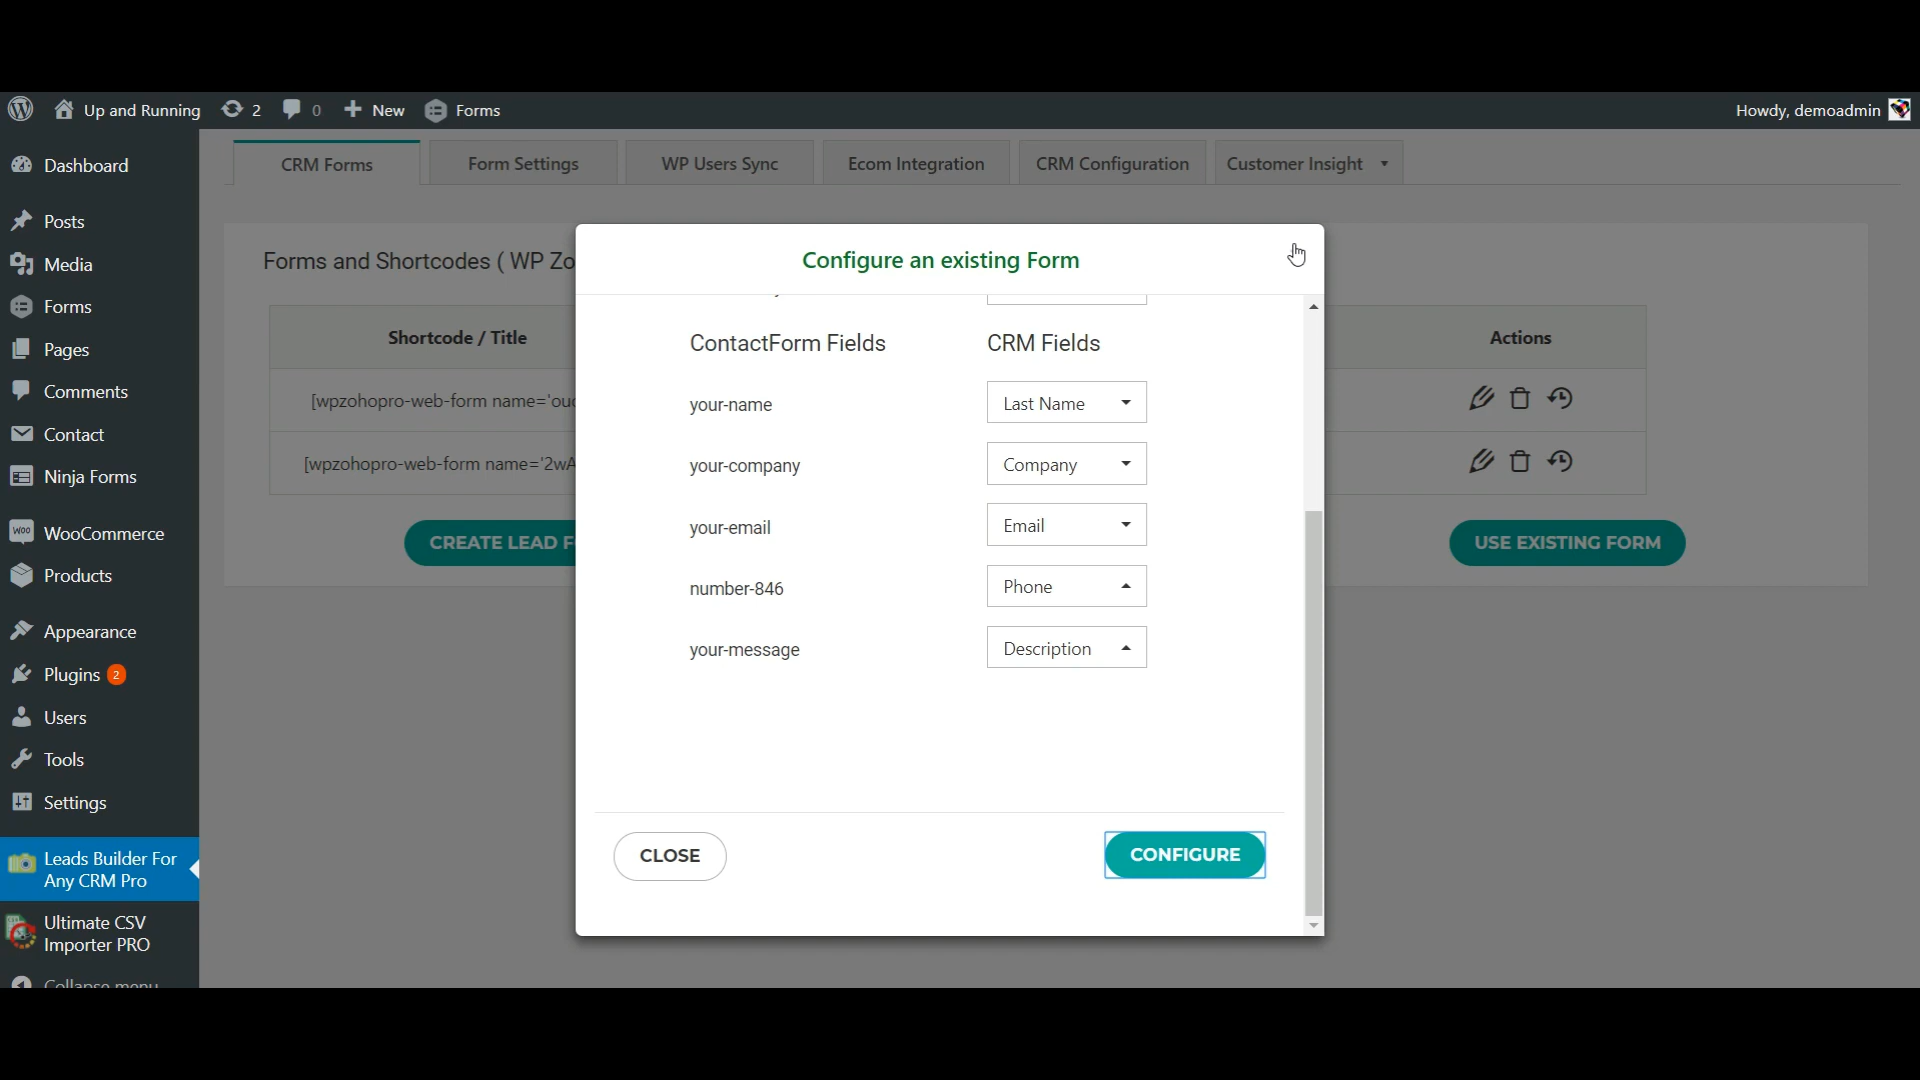 Up and Running 2 0 New Forms Howdy, demoadmin
Dashboard
Posts
Media
Forms
Pages
Comments
Contact
Ninja Forms
WooCommerce
Products
Appearance
Plugins 2
Users
Tools
Settings
Leads Builder For
Any CRM Pro
Ultimate CSV
Importer PRO
Collapse menu
CRM Forms Form Settings WP Users Sync Ecom Integration CRM Configuration Customer Insight
Forms and Shortcodes ( WP Zo
Shortcode / Title Actions
[wpzohopro-web-form name='ou
[wpzohopro-web-form name='2wA
CREATE LEAD F USE EXISTING FORM
Configure an existing Form
ContactForm Fields CRM Fields
your-name Last Name
your-company Company
your-email Email
number-846 Phone
your-message Description
CLOSE CONFIGURE